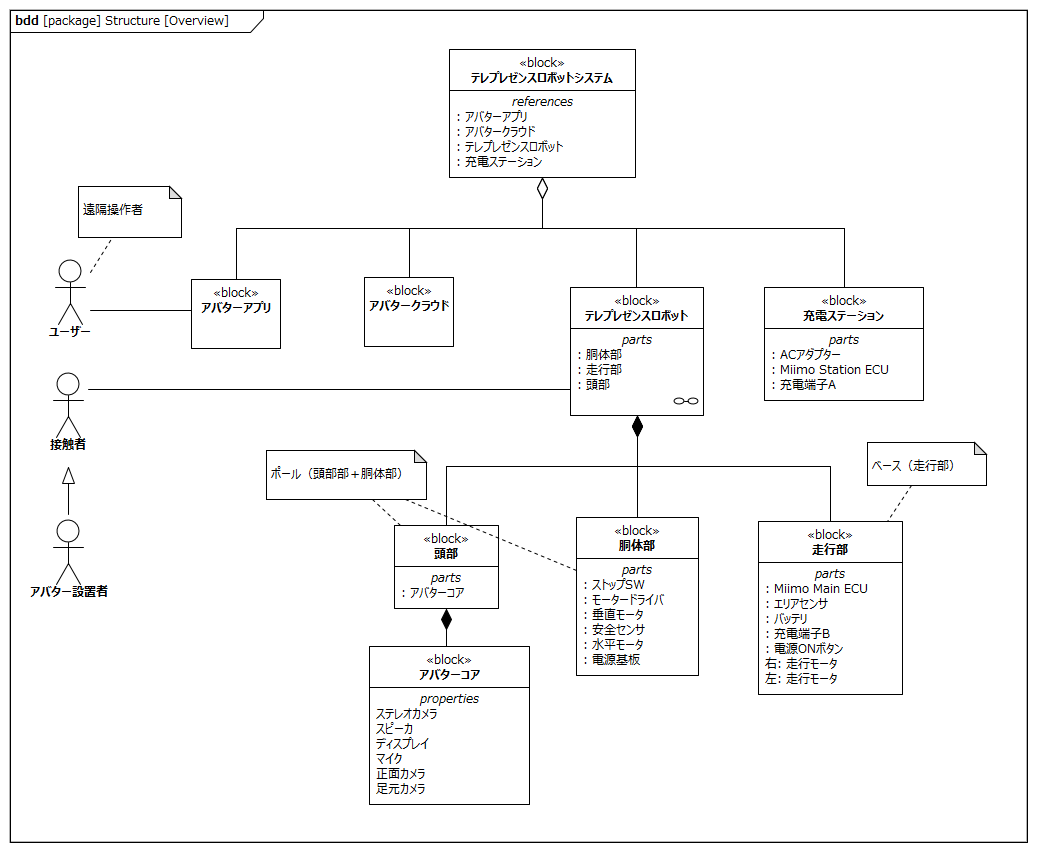 bdd [package] Structure [Overview]
«block»
テレプレゼンスロボットシステム
references
: アバターアプリ
: アバタークラウド
: テレプレゼンスロボット
: 充電ステーション
遠隔操作者
ユーザー
«block»
アバターアプリ
«block»
アバタークラウド
«block»
テレプレゼンスロボット
parts
: 胴体部
: 走行部
: 頭部
«block»
充電ステーション
parts
: ACアダプター
: Miimo Station ECU
: 充電端子A
接触者
アバター設置者
ポール（頭部部＋胴体部）
ベース（走行部）
«block»
頭部
parts
: アバターコア
«block»
胴体部
parts
: ストップSW
: モータードライバ
: 垂直モータ
: 安全センサ
: 水平モータ
: 電源基板
«block»
走行部
parts
: Miimo Main ECU
: エリアセンサ
: バッテリ
: 充電端子B
: 電源ONボタン
右: 走行モータ
左: 走行モータ
«block»
アバターコア
properties
ステレオカメラ
スピーカ
ディスプレイ
マイク
正面カメラ
足元カメラ